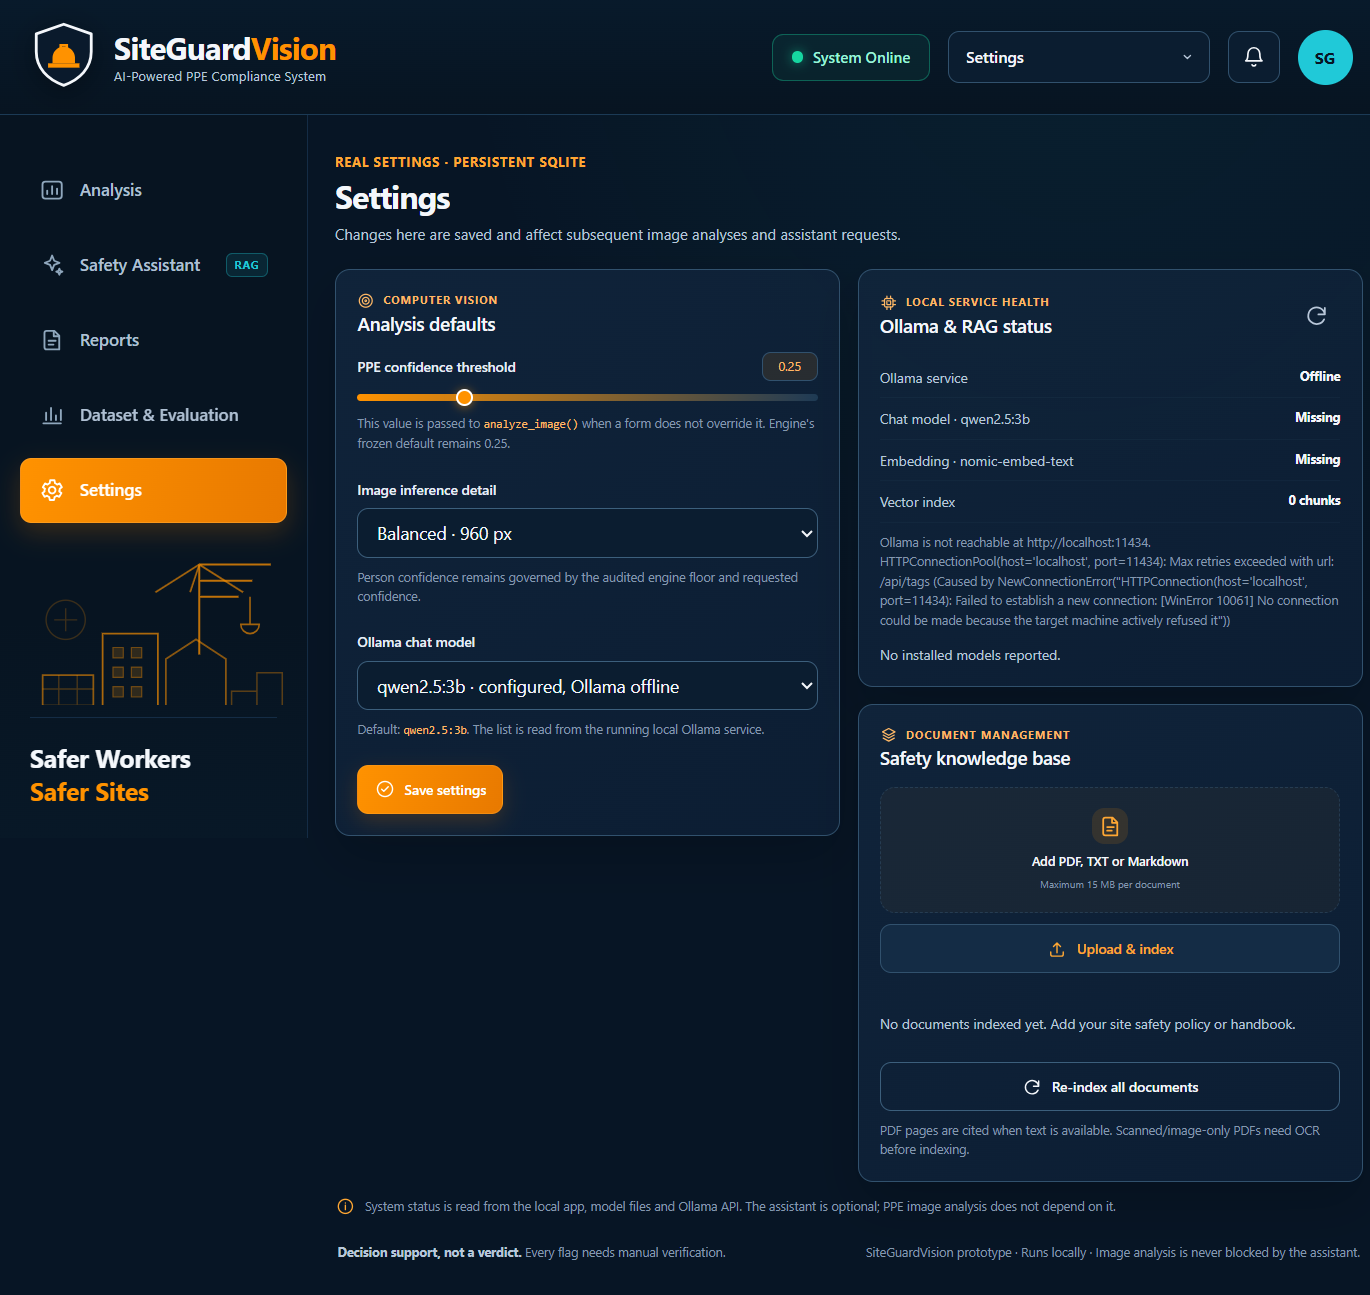 SiteGuardVision
AI-Powered PPE Compliance System
System Online
Settings
SG
Analysis
Safety Assistant
RAG
Reports
Dataset & Evaluation
Settings
Safer Workers
Safer Sites
REAL SETTINGS · PERSISTENT SQLITE
Settings
Changes here are saved and affect subsequent image analyses and assistant requests.
COMPUTER VISION
Analysis defaults
PPE confidence threshold
0.25
This value is passed to analyze_image() when a form does not override it. Engine's
frozen default remains 0.25.
Image inference detail
Balanced · 960 px
Person confidence remains governed by the audited engine floor and requested
confidence.
Ollama chat model
qwen2.5:3b · configured, Ollama offline
Default: qwen2.5:3b. The list is read from the running local Ollama service.
Save settings
LOCAL SERVICE HEALTH
Ollama & RAG status
Ollama service
Offline
Chat model · qwen2.5:3b
Missing
Embedding · nomic-embed-text
Missing
Vector index
0 chunks
Ollama is not reachable at http://localhost:11434.
HTTPConnectionPool(host='localhost', port=11434): Max retries exceeded with url:
/api/tags (Caused by NewConnectionError("HTTPConnection(host='localhost',
port=11434): Failed to establish a new connection: [WinError 10061] No connection
could be made because the target machine actively refused it"))
No installed models reported.
DOCUMENT MANAGEMENT
Safety knowledge base
Add PDF, TXT or Markdown
Maximum 15 MB per document
Upload & index
No documents indexed yet. Add your site safety policy or handbook.
Re-index all documents
PDF pages are cited when text is available. Scanned/image-only PDFs need OCR
before indexing.
System status is read from the local app, model files and Ollama API. The assistant is optional; PPE image analysis does not depend on it.
Decision support, not a verdict. Every flag needs manual verification.
SiteGuardVision prototype · Runs locally · Image analysis is never blocked by the assistant.